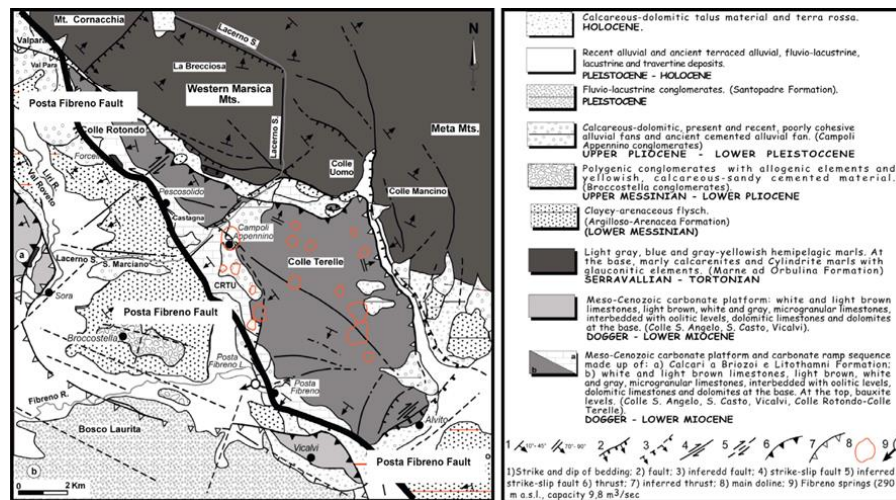 Mt. Cornacchia
Valpara
Val Para
Lacerno S
La Brecciosa
N
Posta Fibreno Fault
Western Marsica
Mts.
Colle Rotondo
Meta Mts.
Lacerno S.
Liri R.
Val Roveto
Colle
Uomo
Pescosolido
Colle Mancino
Castagna
Campoli
Appennino
a
Colle Terelle
Lacerno S.
S. Marciano
CRTU
Sora
Posta Fibreno Fault
Broccostella
Posta
Fibreno L.
Posta
Fibreno
Fibreno R.
Alvito
Bosco Laurita
Vicalvi
Posta Fibreno Fault
b
0 2 Km
Calcareous-dolomitic talus material and terra rossa.
HOLOCENE.
Recent alluvial and ancient terraced alluvial, fluvio-lacustrine,
lacustrine and travertine deposits.
PLEISTOCENE - HOLOCENE
Fluvio-lacustrine conglomerates. (Santopadre Formation).
PLEISTOCENE
Calcareous-dolomitic, present and recent, poorly cohesive
alluvial fans and ancient cemented alluvial fan. (Campoli
Appennino conglomerates)
UPPER PLIOCENE - LOWER PLEISTOCCENE
Polygenic conglomerates with allogenic elements and
yellowish, calcareous-sandy cemented material.
(Broccostella conglomerates).
UPPER MESSINIAN - LOWER PLIOCENE
Clayey-arenaceous flysch.
(Argilloso-Arenacea Formation)
(LOWER MESSINIAN)
Light gray, blue and gray-yellowish hemipelagic marls. At
the base, marly calcarenites and Cylindrite marls with
glauconitic elements. (Marne ad Orbulina Formation)
SERRAVALLIAN - TORTONIAN
Meso-Cenozoic carbonate platform: white and light brown
limestones, light brown, white and gray, microgranular limestones,
interbedded with oolitic levels, dolomitic limestones and dolomites
at the base. (Colle S. Angelo, S. Casto, Vicalvi).
DOGGER - LOWER MIOCENE
a
b
Meso-Cenozoic carbonate platform and carbonate ramp sequence
made up of: a) Calcari a Briozoi e Litothamni Formation;
b) white and light brown limestones, light brown, white
and gray, microgranular limestones, interbedded with oolitic levels,
dolomitic limestones and dolomites at the base. At the top, bauxite
levels. (Colle S. Angelo, S. Casto, Vicalvi, Colle Rotondo-Colle
Terelle).
DOGGER - LOWER MIOCENE
1 10°- 45° 70°- 90° 2 3 4 5 6 7 8 9
1)Strike and dip of bedding; 2) fault; 3) inferedd fault; 4) strike-slip fault 5) inferred
strike-slip fault 6) thrust; 7) inferred thrust; 8) main doline; 9) Fibreno springs (290
m a.s.l., capacity 9,8 m³/sec